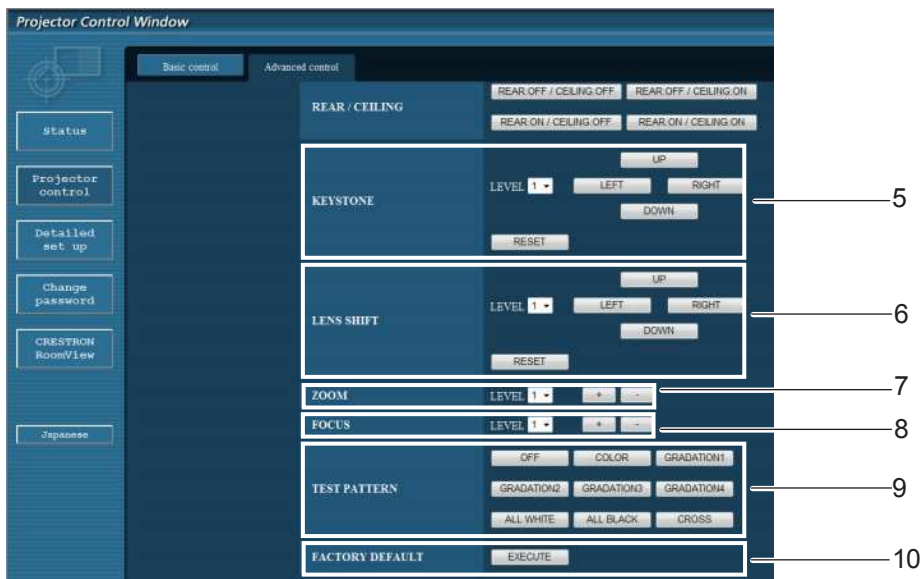 Projector Control Window
Basic control Advanced control
Status
Projector control
Detailed set up
Change password
CRESTRON RoomView
Japanese
REAR / CEILING
REAR OFF / CEILING OFF REAR OFF / CEILING ON
REAR ON / CEILING OFF REAR ON / CEILING ON
KEYSTONE
UP
LEVEL 1 LEFT RIGHT
DOWN
RESET
5
LENS SHIFT
UP
LEVEL 1 LEFT RIGHT
DOWN
RESET
6
ZOOM LEVEL 1 + -
7
FOCUS LEVEL 1 + -
8
TEST PATTERN
OFF COLOR GRADATION1
GRADATION2 GRADATION3 GRADATION4
ALL WHITE ALL BLACK CROSS
9
FACTORY DEFAULT EXECUTE
10